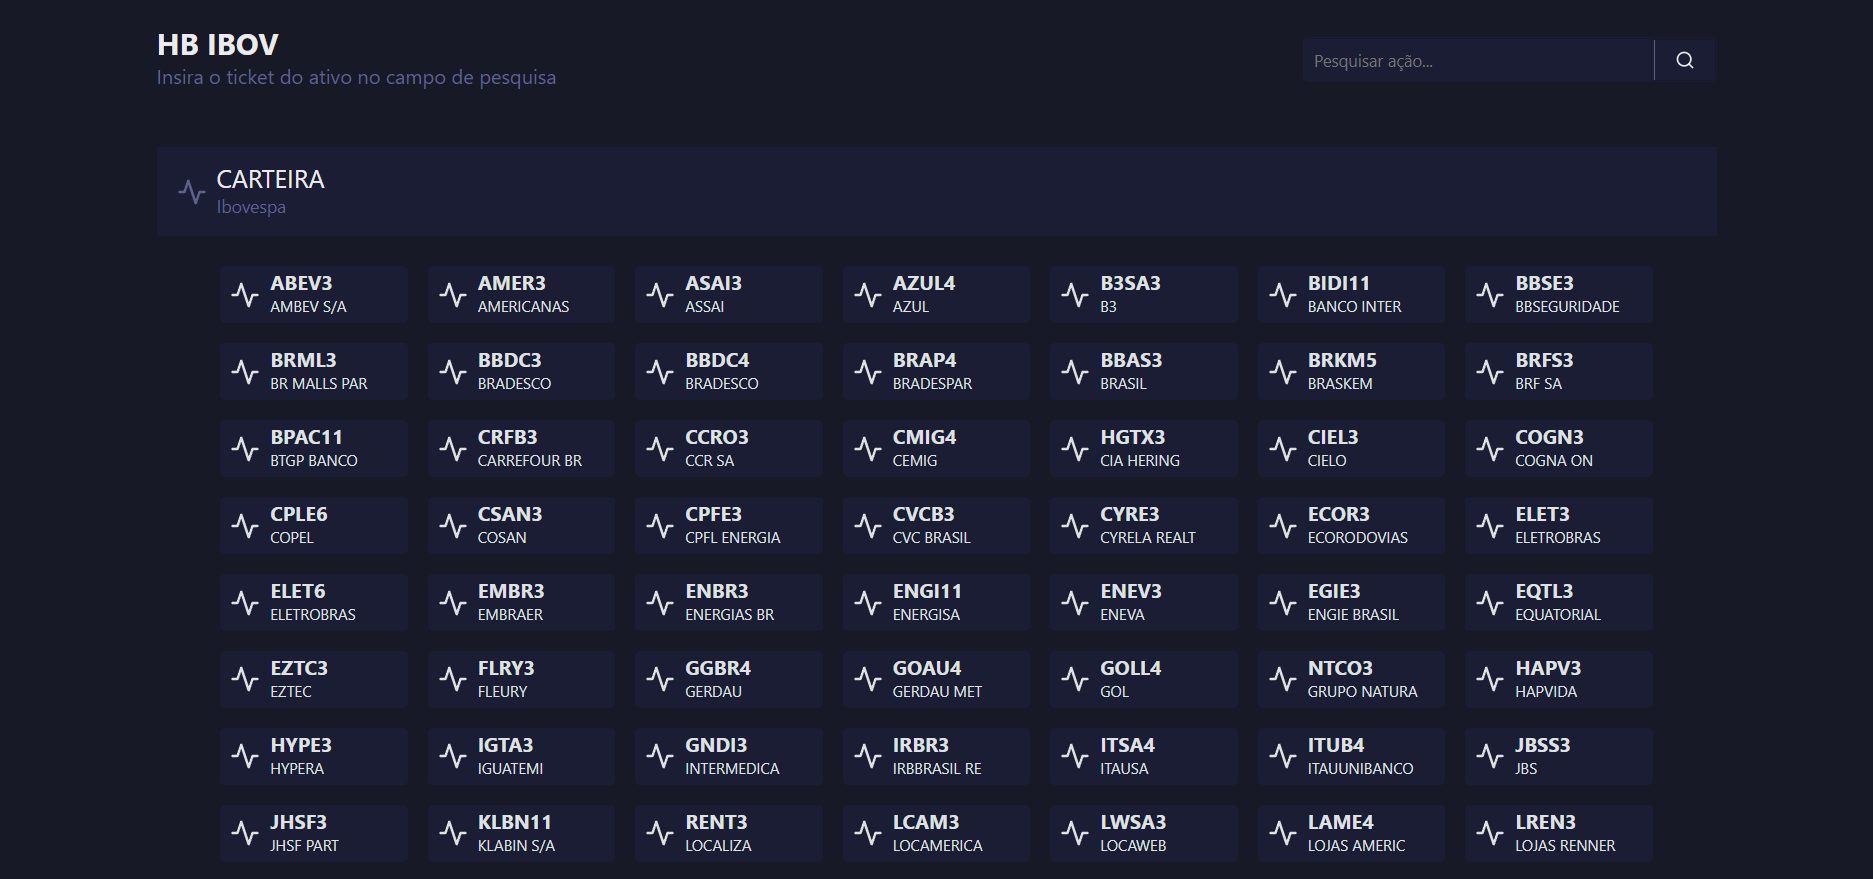 HB IBOV
Insira o ticket do ativo no campo de pesquisa
Pesquisar ação...
CARTEIRA
Ibovespa
ABEV3 AMER3 ASAI3 AZUL4 B3SA3 BIDI11 BBSE3
AMBEV S/A AMERICANAS ASSAI AZUL B3 BANCO INTER BBSEGURIDADE
BRML3 BBDC3 BBDC4 BRAP4 BBAS3 BRKM5 BRFS3
BR MALLS PAR BRADESCO BRADESCO BRADESPAR BRASIL BRASKEM BRF SA
BPAC11 CRFB3 CCRO3 CMIG4 HGTX3 CIEL3 COGN3
BTGP BANCO CARREFOUR BR CCR SA CEMIG CIA HERING CIELO COGNA ON
CPLE6 CSAN3 CPFE3 CVCB3 CYRE3 ECOR3 ELET3
COPEL COSAN CPFL ENERGIA CVC BRASIL CYRELA REALT ECORODOVIAS ELETROBRAS
ELET6 EMBR3 ENBR3 ENGI11 ENEV3 EGIE3 EQTL3
ELETROBRAS EMBRAER ENERGIAS BR ENERGISA ENEVA ENGIE BRASIL EQUATORIAL
EZTC3 FLRY3 GGBR4 GOAU4 GOLL4 NTCO3 HAPV3
EZTEC FLEURY GERDAU GERDAU MET GOL GRUPO NATURA HAPVIDA
HYPE3 IGTA3 GNDI3 IRBR3 ITSA4 ITUB4 JBSS3
HYPERA IGUATEMI INTERMEDICA IRBBRASIL RE ITAUSA ITAUUNIBANCO JBS
JHSF3 KLBN11 RENT3 LCAM3 LWSA3 LAME4 LREN3
JHSF PART KLABIN S/A LOCALIZA LOCAMERICA LOCAWEB LOJAS AMERIC LOJAS RENNER